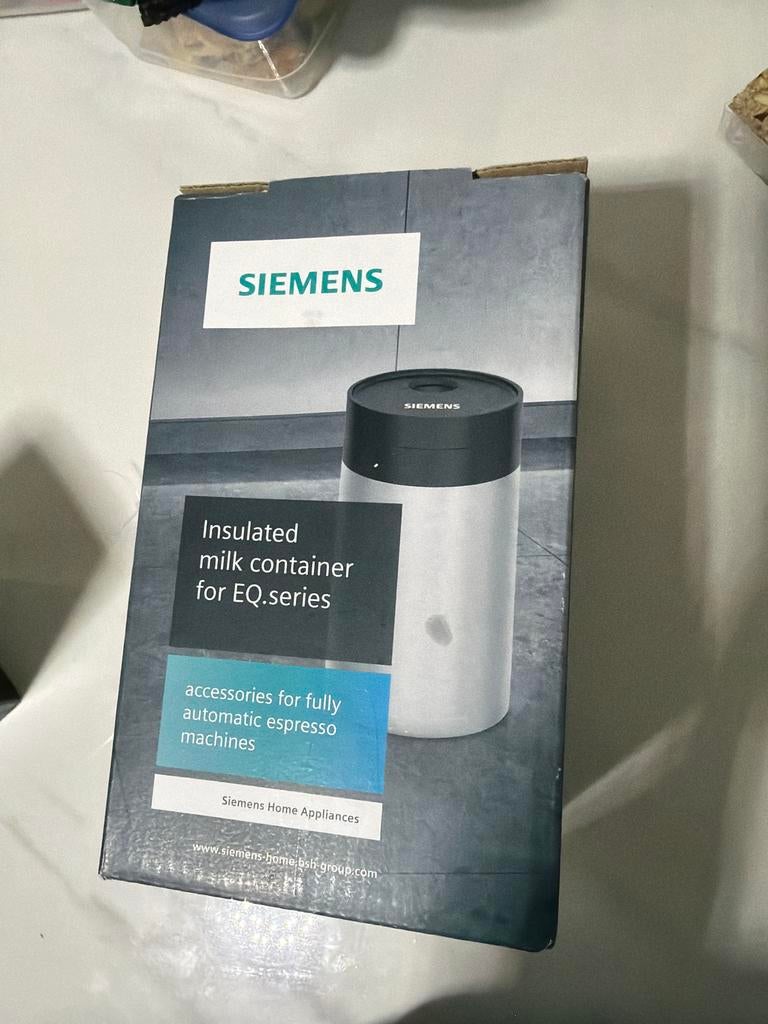 SIEMENS
SIEMENS
Insulated
milk container
for EQ.series
accessories for fully
automatic espresso
machines
Siemens Home Appliances
www.siemens-home.bsh-group.com